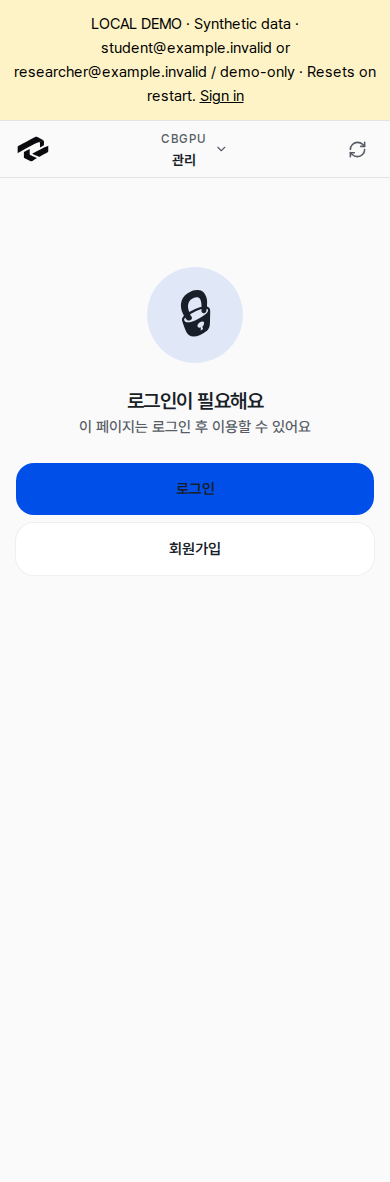 LOCAL DEMO · Synthetic data ·
student@example.invalid or
researcher@example.invalid / demo-only · Resets on
restart. Sign in
CBGPU
관리
로그인이 필요해요
이 페이지는 로그인 후 이용할 수 있어요
로그인
회원가입